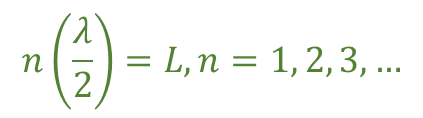 n(λ/2) = L, n = 1, 2, 3, ...